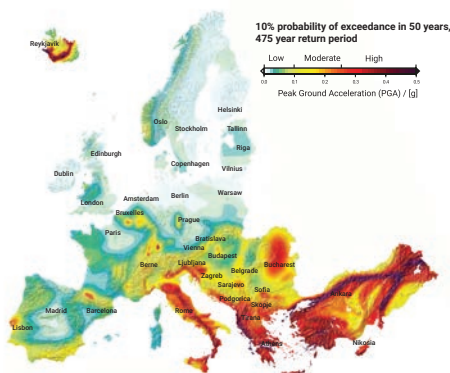 10% probability of exceedance in 50 years,
475 year return period
Low Moderate High
0.0 0.1 0.2 0.3 0.4 0.5
Peak Ground Acceleration (PGA) / [g]
Reykjavik
Helsinki
Oslo
Stockholm
Tallinn
Riga
Edinburgh
Copenhagen
Vilnius
Dublin
London
Amsterdam
Berlin
Warsaw
Bruxelles
Prague
Paris
Bratislava
Vienna
Budapest
Berne
Ljubliana
Bucharest
Belgrade
Zagreb
Sarajevo
Sofia
Podgorica
Skopje
Madrid
Barcelona
Rome
Tirana
Ankara
Lisbon
Athens
Nikosia